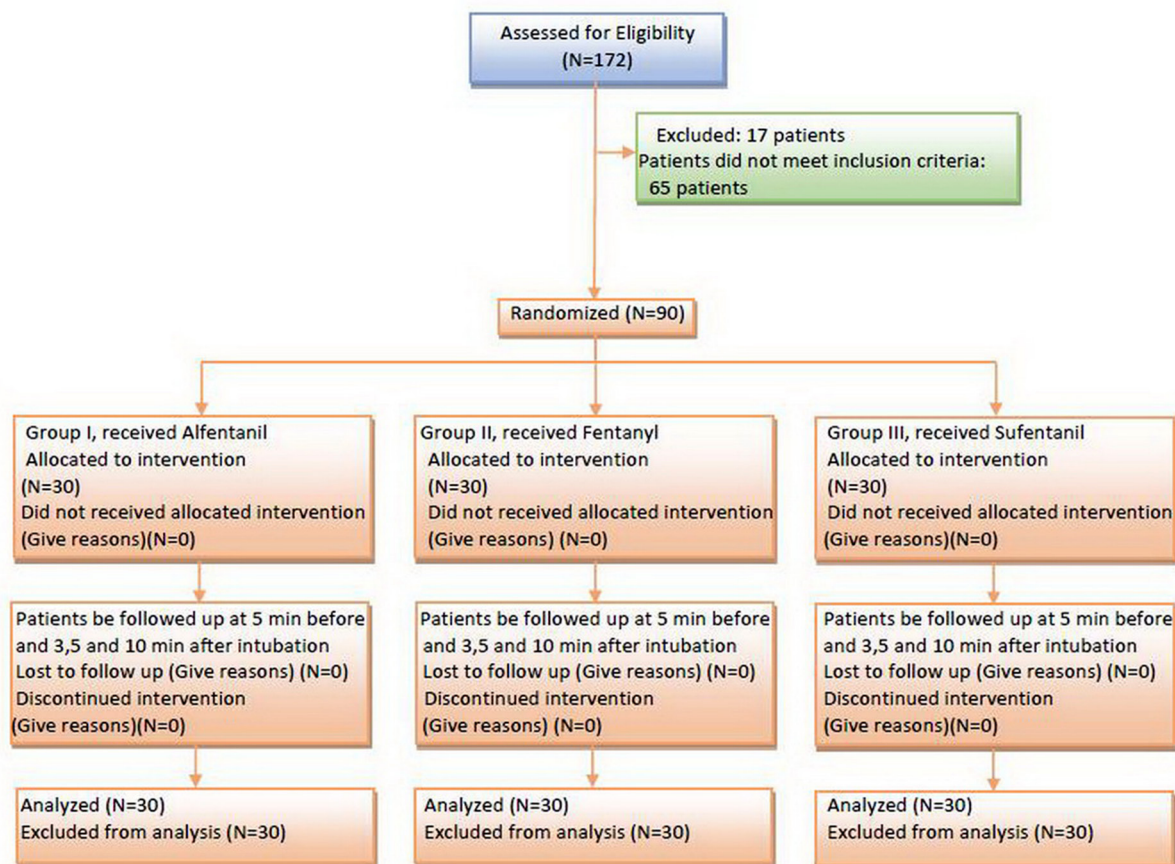 Assessed for Eligibility
(N=172)
Excluded: 17 patients
Patients did not meet inclusion criteria:
65 patients
Randomized (N=90)
Group I, received Alfentanil
Allocated to intervention
(N=30)
Did not received allocated intervention
(Give reasons)(N=0)
Group II, received Fentanyl
Allocated to intervention
(N=30)
Did not received allocated intervention
(Give reasons) (N=0)
Group III, received Sufentanil
Allocated to intervention
(N=30)
Did not received allocated intervention
(Give reasons)(N=0)
Patients be followed up at 5 min before
and 3,5 and 10 min after intubation
Lost to follow up (Give reasons) (N=0)
Discontinued intervention
(Give reasons)(N=0)
Patients be followed up at 5 min before
and 3,5 and 10 min after intubation
Lost to follow up (Give reasons) (N=0)
Discontinued intervention
(Give reasons) (N=0)
Patients be followed up at 5 min before
and 3,5 and 10 min after intubation
Lost to follow up (Give reasons) (N=0)
Discontinued intervention
(Give reasons)(N=0)
Analyzed (N=30)
Excluded from analysis (N=30)
Analyzed (N=30)
Excluded from analysis (N=30)
Analyzed (N=30)
Excluded from analysis (N=30)